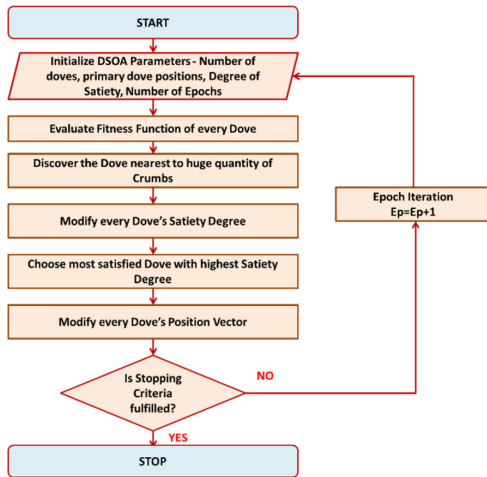 START
Initialize DSOA Parameters - Number of
doves, primary dove positions, Degree of
Satiety, Number of Epochs
Evaluate Fitness Function of every Dove
Discover the Dove nearest to huge quantity of
Crumbs
Modify every Dove's Satiety Degree
Choose most satisfied Dove with highest Satiety
Degree
Modify every Dove's Position Vector
Is Stopping
Criteria
fulfilled?
NO
YES
STOP
Epoch Iteration
Ep=Ep+1